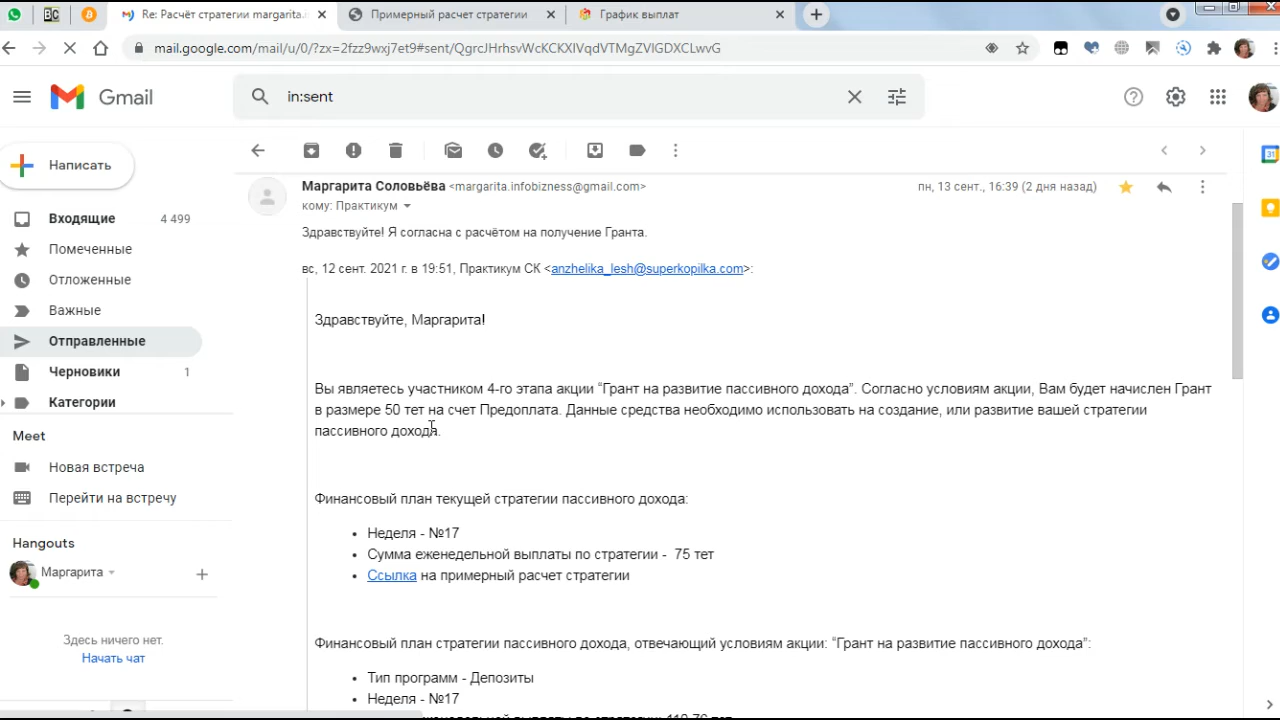 Re: Расчёт стратегии margarita.
Примерный расчет стратегии
График выплат
mail.google.com/mail/u/0/?zx=2fzz9wxj7et9#sent/QgrcJHrhsvWcKCKXlVqdVTMgZVlGDXCLwvG
Gmail
in:sent
Написать
Входящие 4 499
Помеченные
Отложенные
Важные
Отправленные
Черновики 1
Категории
Meet
Новая встреча
Перейти на встречу
Hangouts
Маргарита
Здесь ничего нет.
Начать чат
Маргарита Соловьёва <margarita.infobizness@gmail.com>
пн, 13 сент., 16:39 (2 дня назад)
кому: Практикум
Здравствуйте! Я согласна с расчётом на получение Гранта.
вс, 12 сент. 2021 г. в 19:51, Практикум СК <anzhelika_lesh@superkopilka.com>:
Здравствуйте, Маргарита!
Вы являетесь участником 4-го этапа акции “Грант на развитие пассивного дохода”. Согласно условиям акции, Вам будет начислен Грант
в размере 50 тет на счет Предоплата. Данные средства необходимо использовать на создание, или развитие вашей стратегии
пассивного дохода.
Финансовый план текущей стратегии пассивного дохода:
• Неделя - №17
• Сумма еженедельной выплаты по стратегии - 75 тет
• Ссылка на примерный расчет стратегии
Финансовый план стратегии пассивного дохода, отвечающий условиям акции: “Грант на развитие пассивного дохода”:
• Тип программ - Депозиты
• Неделя - №17